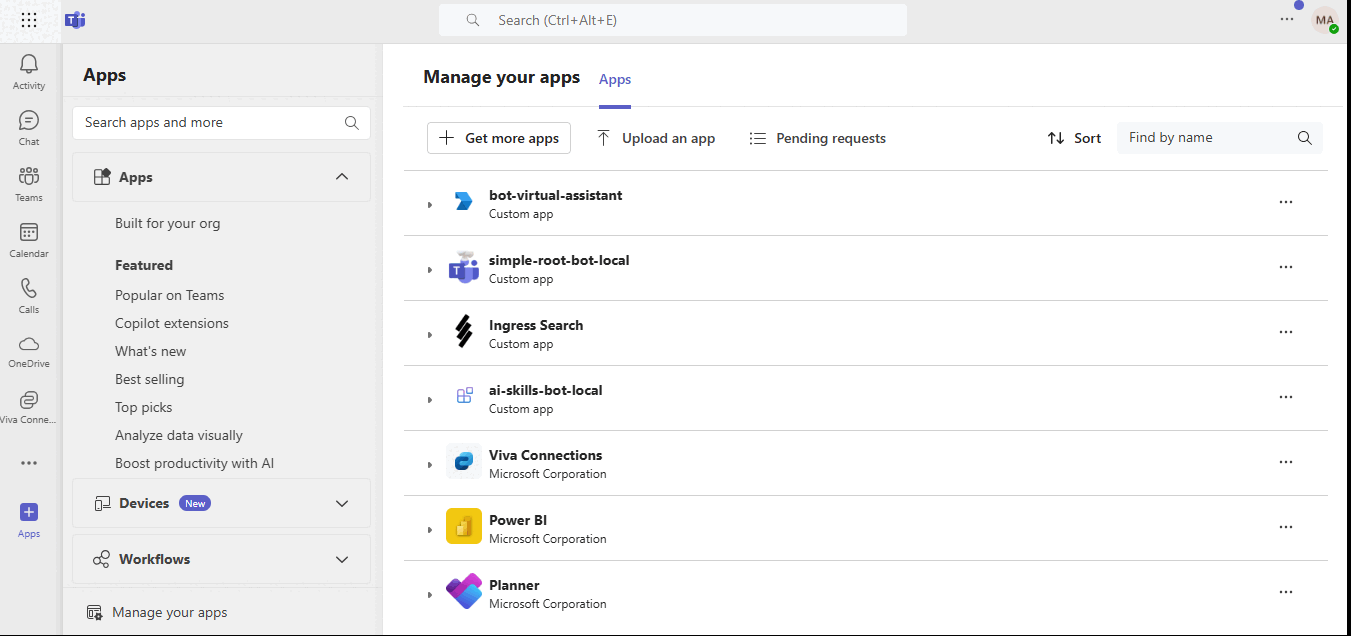 Search (Ctrl+Alt+E)
MA
Activity
Chat
Teams
Calendar
Calls
OneDrive
Viva Conne...
Apps
Apps
Search apps and more
Apps
Built for your org
Featured
Popular on Teams
Copilot extensions
What's new
Best selling
Top picks
Analyze data visually
Boost productivity with AI
Devices New
Workflows
Manage your apps
Manage your apps Apps
Get more apps Upload an app Pending requests Sort Find by name
bot-virtual-assistant
Custom app
simple-root-bot-local
Custom app
Ingress Search
Custom app
ai-skills-bot-local
Custom app
Viva Connections
Microsoft Corporation
Power BI
Microsoft Corporation
Planner
Microsoft Corporation